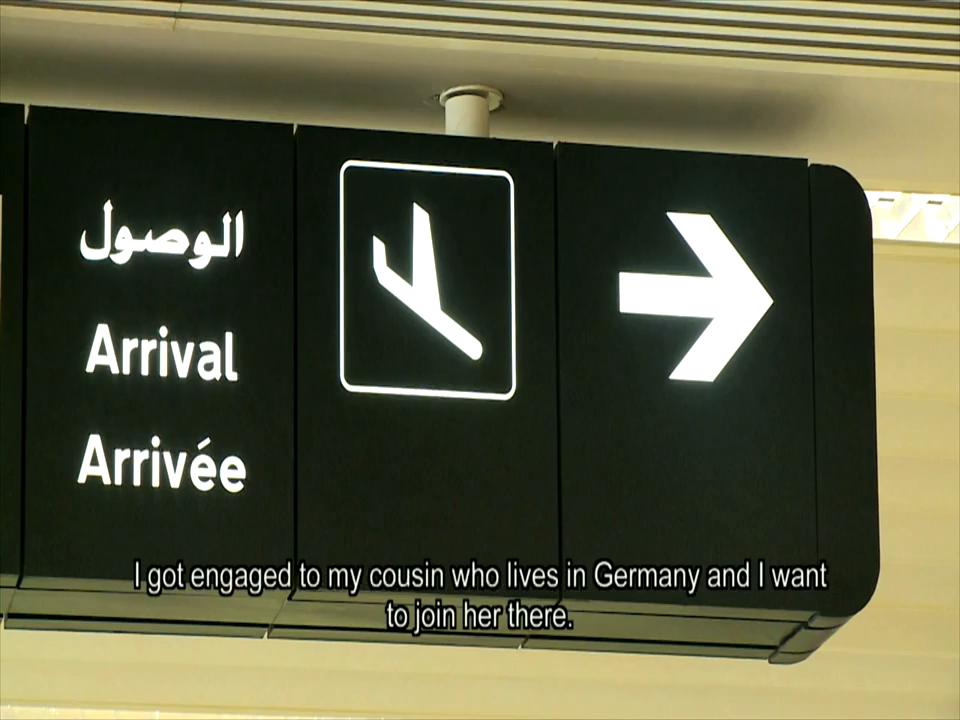 الوصول
Arrival
Arrivée
I got engaged to my cousin who lives in Germany and I want
to join her there.